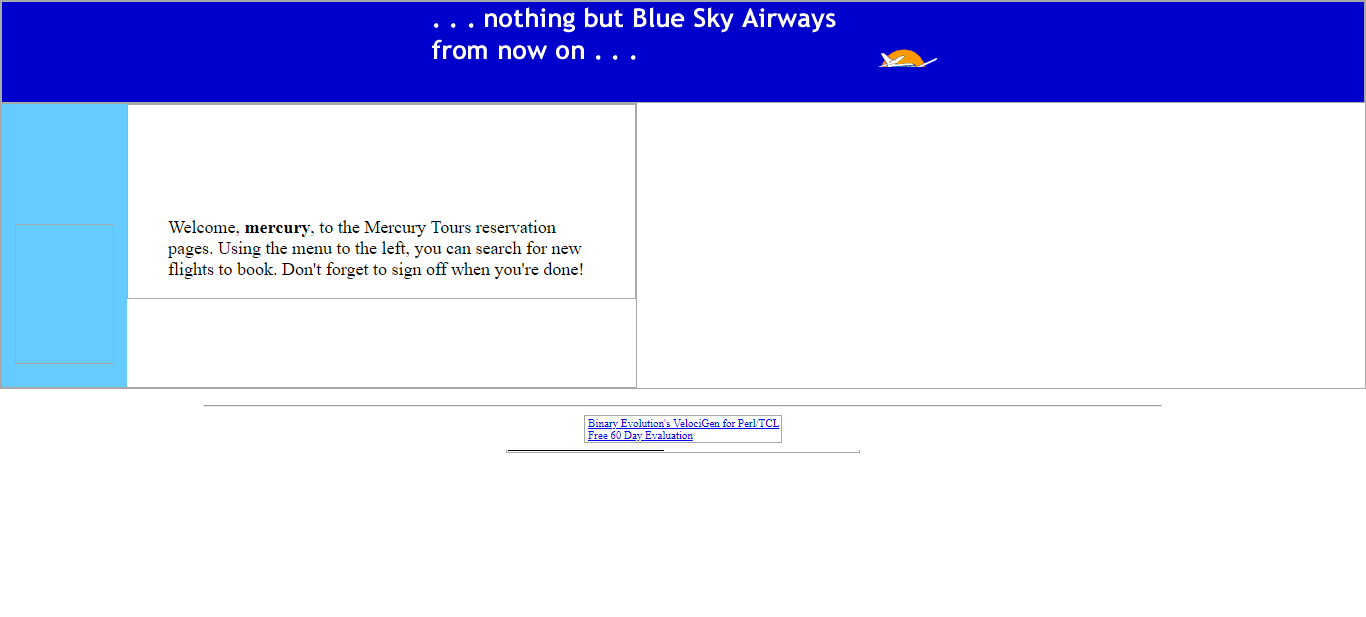 . . . nothing but Blue Sky Airways
from now on . . .
Welcome, mercury, to the Mercury Tours reservation
pages. Using the menu to the left, you can search for new
flights to book. Don't forget to sign off when you're done!
Binary Evolution's VelociGen for Perl/TCL
Free 60 Day Evaluation